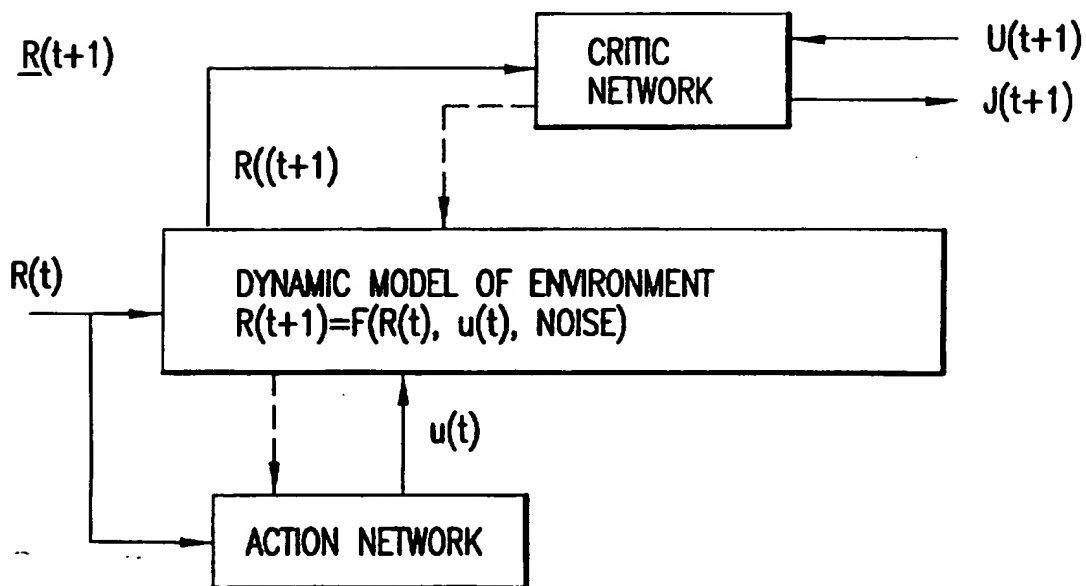 R(t+1)
CRITIC
NETWORK
U(t+1)
J(t+1)
R((t+1)
R(t)
DYNAMIC MODEL OF ENVIRONMENT
R(t+1)=F(R(t), u(t), NOISE)
u(t)
ACTION NETWORK